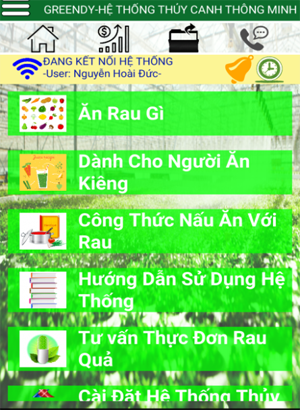 GREENDY-HỆ THỐNG THỦY CANH THÔNG MINH
ĐANG KẾT NỐI HỆ THỐNG
-User: Nguyễn Hoài Đức-
Ăn Rau Gì
Dành Cho Người Ăn
Kiêng
Công Thức Nấu Ăn Với
Rau
Hướng Dẫn Sử Dụng Hệ
Thống
Tư vấn Thực Đơn Rau
Quả
Cài Đặt Hệ Thống Thủy